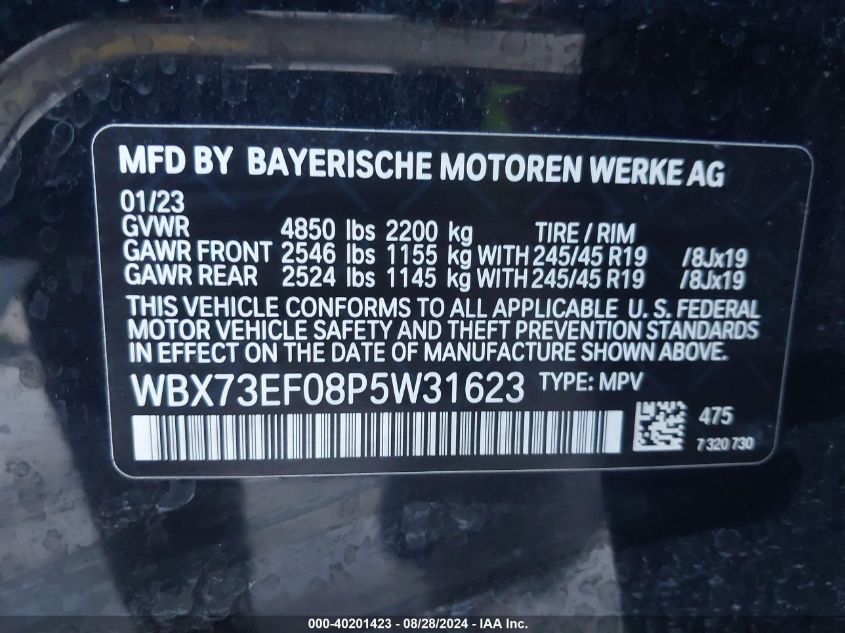 MFD BY BAYERISCHE MOTOREN WERKE AG
01/23
GVWR 4850 lbs 2200 kg TIRE / RIM
GAWR FRONT 2546 lbs 1155 kg WITH 245/45 R19 /8Jx19
GAWR REAR 2524 lbs 1145 kg WITH 245/45 R19 /8Jx19
THIS VEHICLE CONFORMS TO ALL APPLICABLE U. S. FEDERAL
MOTOR VEHICLE SAFETY AND THEFT PREVENTION STANDARDS
IN EFFECT ON THE DATE OF MANUFACTURE SHOWN ABOVE.
WBX73EF08P5W31623 TYPE: MPV
475
7 320 730
000-40201423 - 08/28/2024 - IAA Inc.